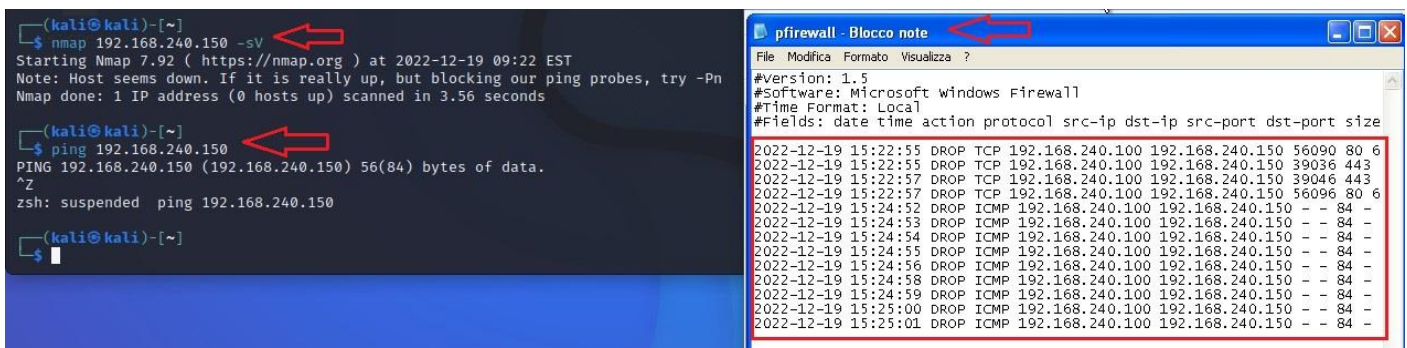 (kali㉿kali)-[~]
$ nmap 192.168.240.150 -sV
Starting Nmap 7.92 ( https://nmap.org ) at 2022-12-19 09:22 EST
Note: Host seems down. If it is really up, but blocking our ping probes, try -Pn
Nmap done: 1 IP address (0 hosts up) scanned in 3.56 seconds
(kali㉿kali)-[~]
$ ping 192.168.240.150
PING 192.168.240.150 (192.168.240.150) 56(84) bytes of data.
^Z
zsh: suspended  ping 192.168.240.150
(kali㉿kali)-[~]
$
pfirewall - Blocco note
File Modifica Formato Visualizza ?
#Version: 1.5
#Software: Microsoft Windows Firewall
#Time Format: Local
#Fields: date time action protocol src-ip dst-ip src-port dst-port size
2022-12-19 15:22:55 DROP TCP 192.168.240.100 192.168.240.150 56090 80 6
2022-12-19 15:22:55 DROP TCP 192.168.240.100 192.168.240.150 39036 443
2022-12-19 15:22:57 DROP TCP 192.168.240.100 192.168.240.150 39046 443
2022-12-19 15:22:57 DROP TCP 192.168.240.100 192.168.240.150 56096 80 6
2022-12-19 15:24:52 DROP ICMP 192.168.240.100 192.168.240.150 - - 84 -
2022-12-19 15:24:53 DROP ICMP 192.168.240.100 192.168.240.150 - - 84 -
2022-12-19 15:24:54 DROP ICMP 192.168.240.100 192.168.240.150 - - 84 -
2022-12-19 15:24:55 DROP ICMP 192.168.240.100 192.168.240.150 - - 84 -
2022-12-19 15:24:56 DROP ICMP 192.168.240.100 192.168.240.150 - - 84 -
2022-12-19 15:24:58 DROP ICMP 192.168.240.100 192.168.240.150 - - 84 -
2022-12-19 15:24:59 DROP ICMP 192.168.240.100 192.168.240.150 - - 84 -
2022-12-19 15:25:00 DROP ICMP 192.168.240.100 192.168.240.150 - - 84 -
2022-12-19 15:25:01 DROP ICMP 192.168.240.100 192.168.240.150 - - 84 -